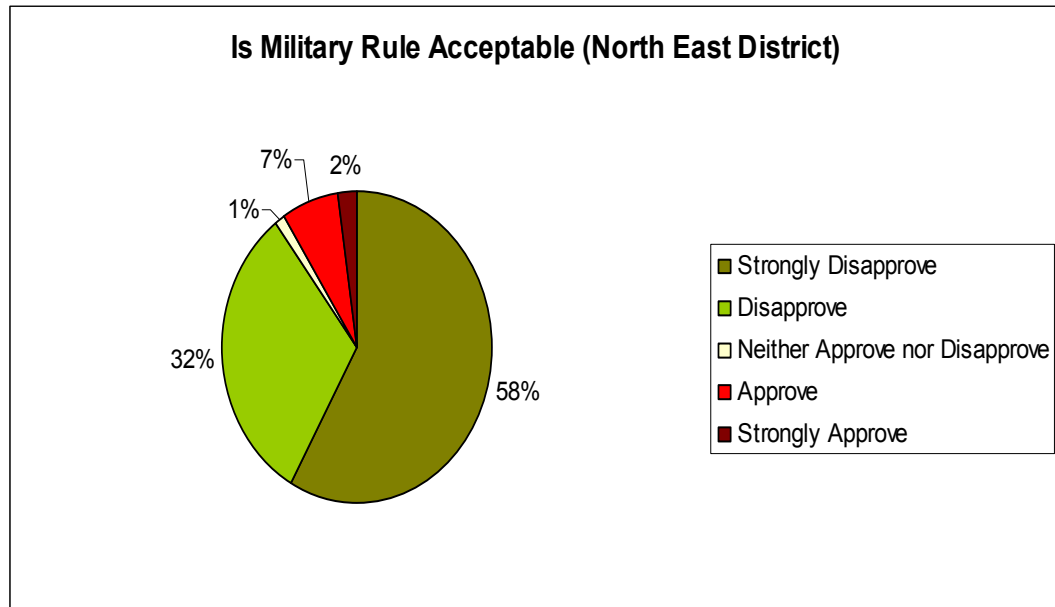 Is Military Rule Acceptable (North East District)
7%
2%
1%
32%
58%
Strongly Disapprove
Disapprove
Neither Approve nor Disapprove
Approve
Strongly Approve